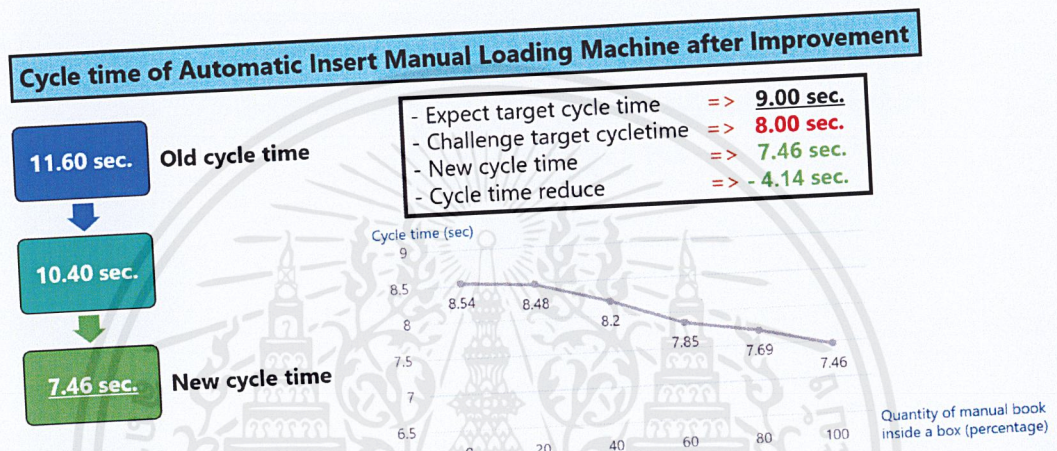 Cycle time of Automatic Insert Manual Loading Machine after Improvement
11.60 sec. Old cycle time
10.40 sec.
7.46 sec. New cycle time
- Expect target cycle time => 9.00 sec.
- Challenge target cycletime => 8.00 sec.
- New cycle time => 7.46 sec.
- Cycle time reduce => - 4.14 sec.
Cycle time (sec)
9
8.5
8
7.5
7
6.5
8.54 8.48 8.2 7.85 7.69 7.46
0 20 40 60 80 100
Quantity of manual book
inside a box (percentage)